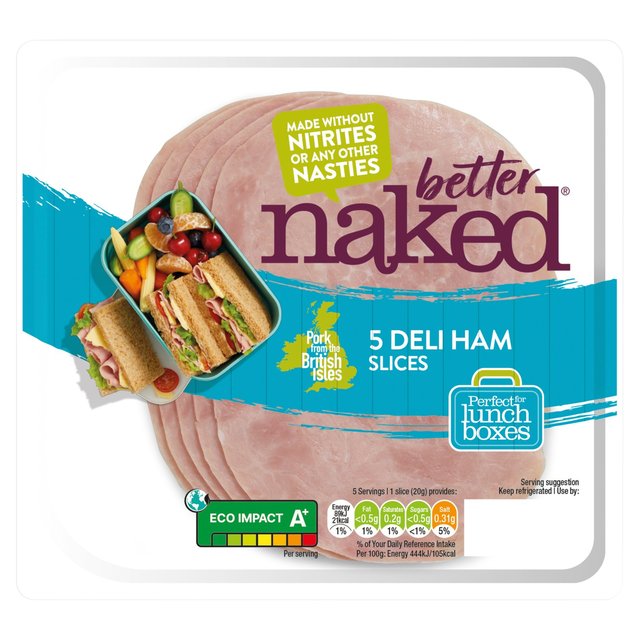 MADE WITHOUT
NITRITES
OR ANY OTHER
NASTIES
better
naked®
Pork
from the
British
Isles
5 DELI HAM
SLICES
Perfect for
lunch
boxes
Serving suggestion
Keep refrigerated | Use by:
5 Servings | 1 slice (20g) provides:
ECO IMPACT A+
Per serving
Energy 89kJ 21kcal 1%
Fat <0.5g 1%
Saturates 0.2g 1%
Sugars <0.5g <1%
Salt 0.31g 5%
% of Your Daily Reference Intake
Per 100g: Energy 444kJ/105kcal